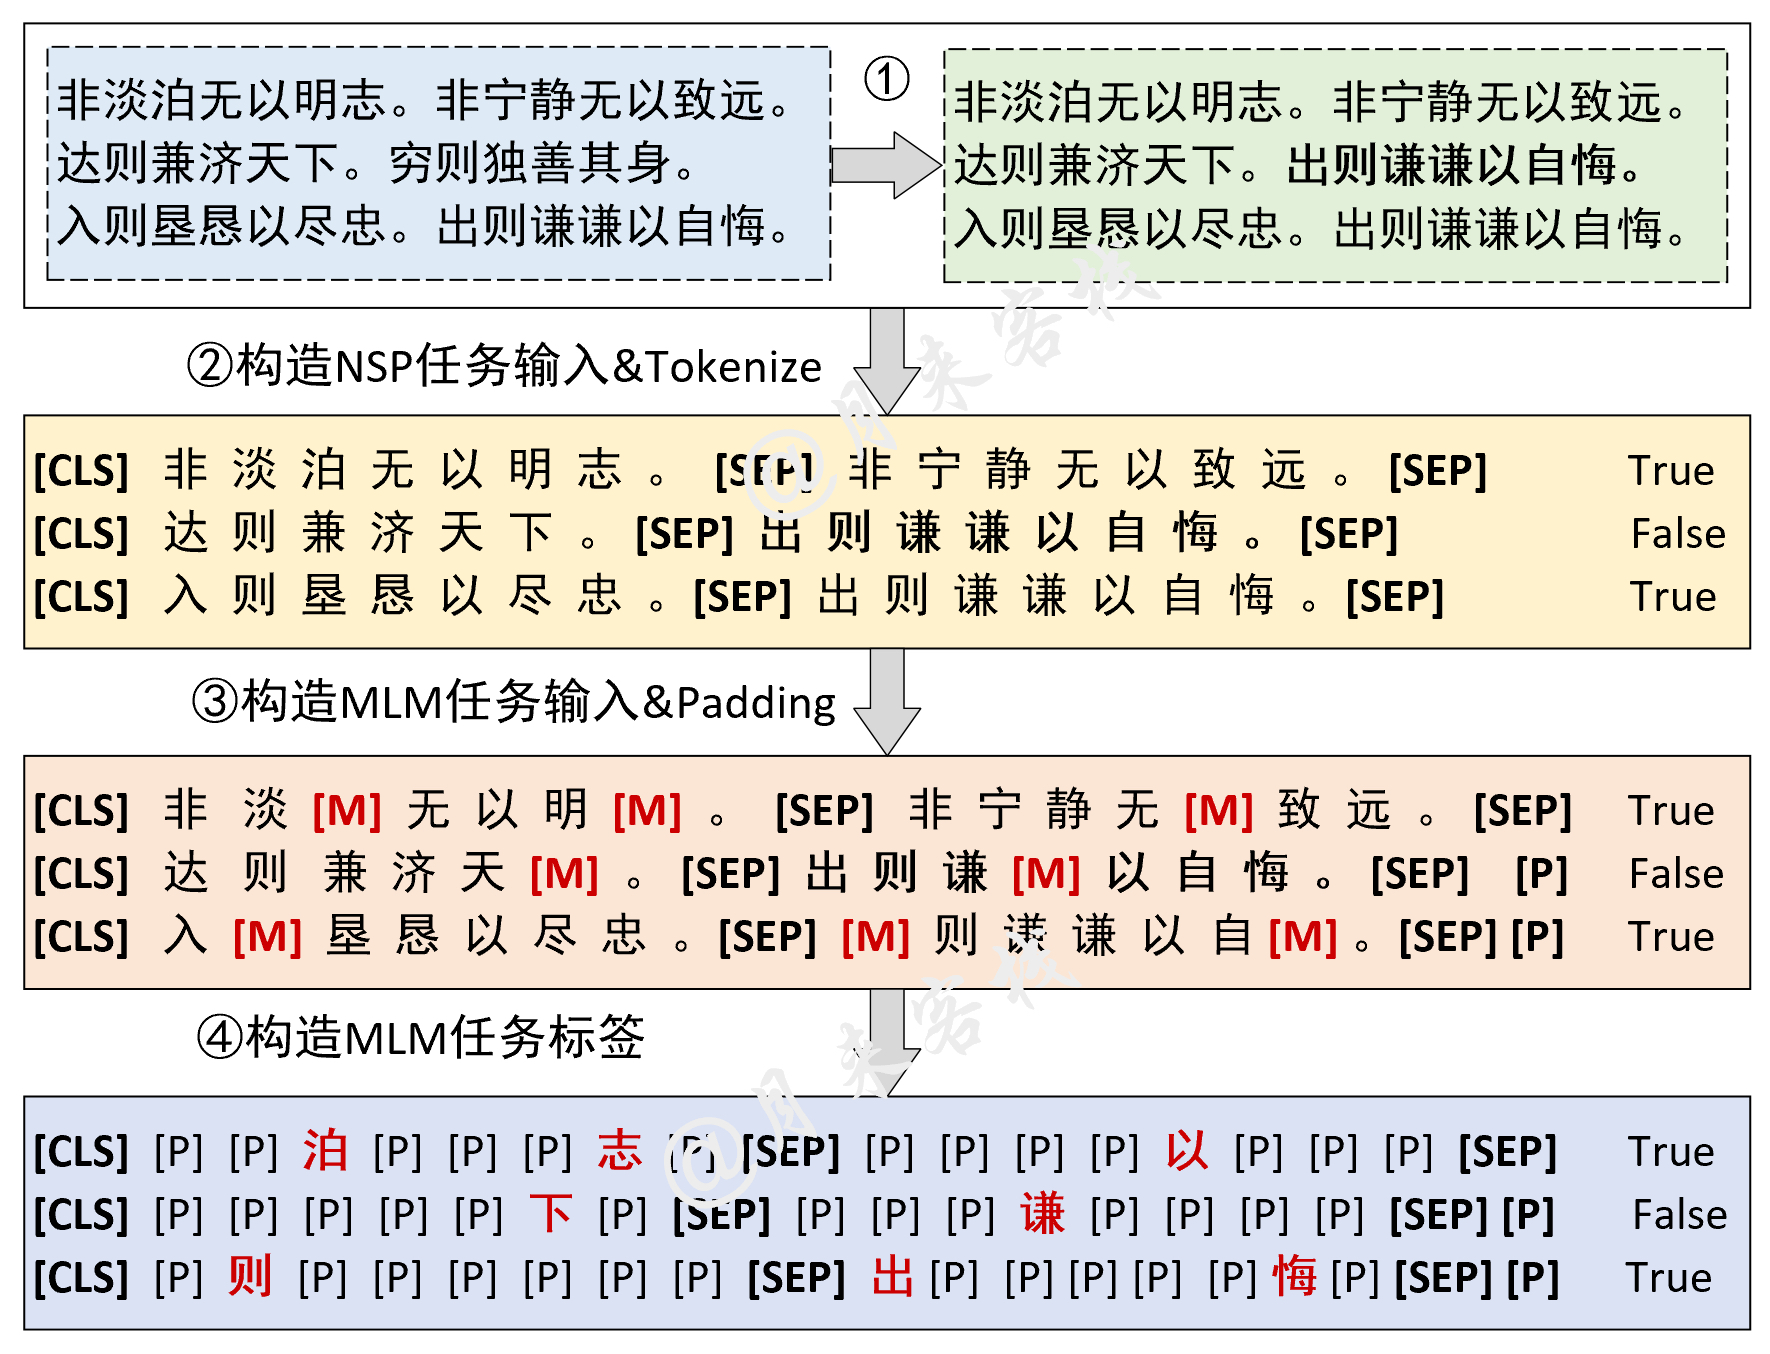 非淡泊无以明志。非宁静无以致远。
达则兼济天下。穷则独善其身。
入则垦恳以尽忠。出则谦谦以自悔。
①
非淡泊无以明志。非宁静无以致远。
达则兼济天下。出则谦谦以自悔。
入则垦恳以尽忠。出则谦谦以自悔。
②构造NSP任务输入&Tokenize
[CLS] 非 淡 泊 无 以 明 志 。 [SEP] 非 宁 静 无 以 致 远 。 [SEP] True
[CLS] 达 则 兼 济 天 下 。 [SEP] 出 则 谦 谦 以 自 悔 。 [SEP] False
[CLS] 入 则 垦 恳 以 尽 忠 。 [SEP] 出 则 谦 谦 以 自 悔 。 [SEP] True
③构造MLM任务输入&Padding
[CLS] 非 淡 [M] 无 以 明 [M] 。 [SEP] 非 宁 静 无 [M] 致 远 。 [SEP] True
[CLS] 达 则 兼 济 天 [M] 。 [SEP] 出 则 谦 [M] 以 自 悔 。 [SEP] [P] False
[CLS] 入 [M] 垦 恳 以 尽 忠 。 [SEP] [M] 则 谦 谦 以 自 [M] 。 [SEP] [P] True
④构造MLM任务标签
[CLS] [P] [P] 泊 [P] [P] [P] 志 [P] [SEP] [P] [P] [P] [P] 以 [P] [P] [P] [SEP] True
[CLS] [P] [P] [P] [P] [P] 下 [P] [SEP] [P] [P] [P] 谦 [P] [P] [P] [P] [SEP] [P] False
[CLS] [P] 则 [P] [P] [P] [P] [P] [P] [SEP] 出 [P] [P] [P] [P] [P] 悔 [P] [SEP] [P] True
@月来客栈
@月来客栈